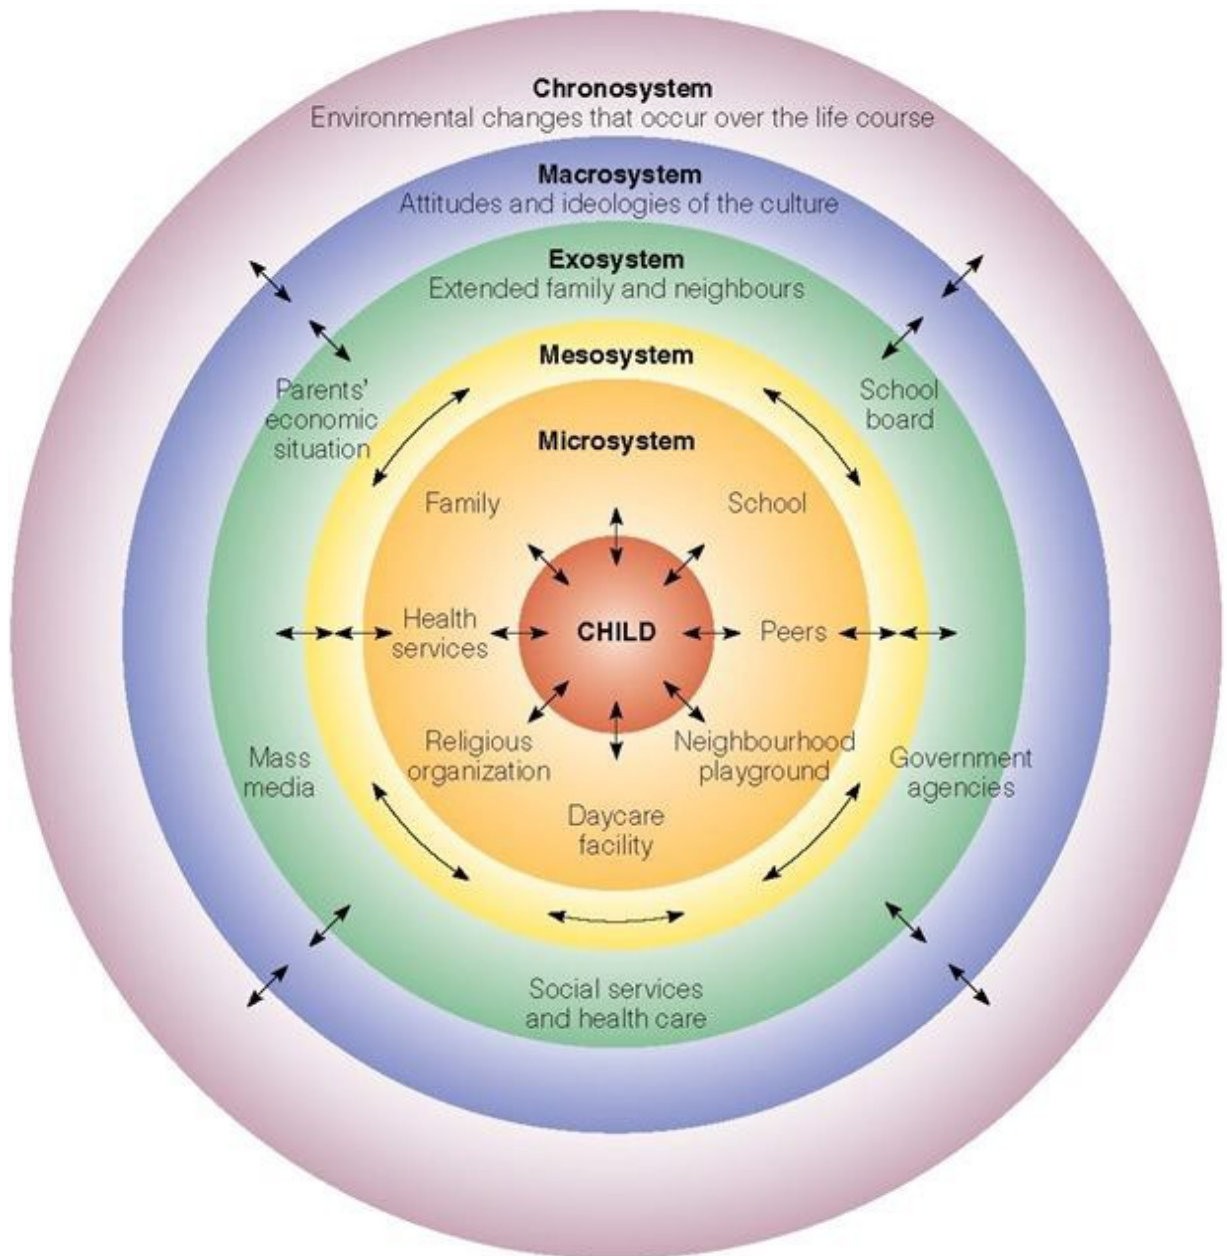 Chronosystem
Environmental changes that occur over the life course
Macrosystem
Attitudes and ideologies of the culture
Exosystem
Extended family and neighbours
Mesosystem
Parents'
economic
situation
School
board
Microsystem
Family
School
Health
services
CHILD
Peers
Religious
organization
Neighbourhood
playground
Mass
media
Government
agencies
Daycare
facility
Social services
and health care